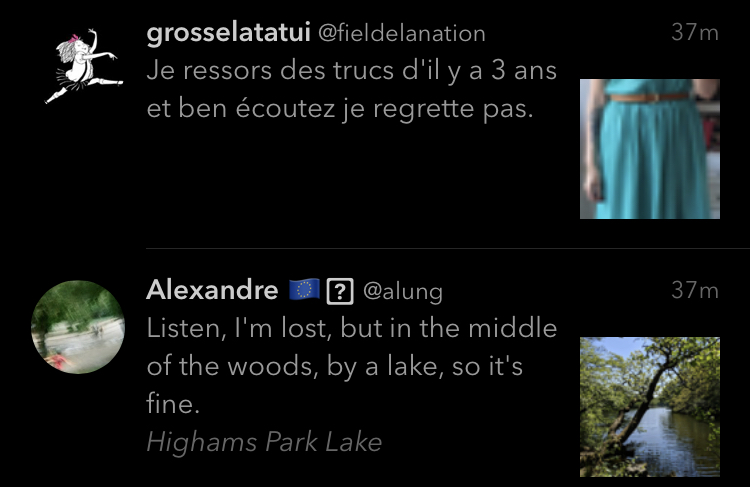 grosselatatui @fieldelanation 37m
Je ressors des trucs d'il y a 3 ans
et ben écoutez je regrette pas.
Alexandre 🇪🇺 @alung 37m
Listen, I'm lost, but in the middle
of the woods, by a lake, so it's
fine.
Highams Park Lake